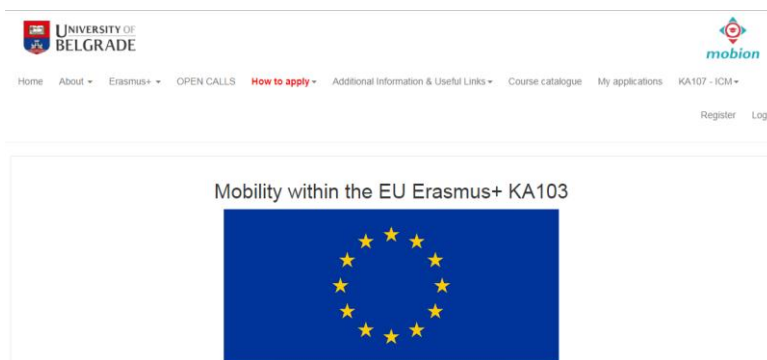 UNIVERSITY OF
BELGRADE
mobion
Home About Erasmus+ OPEN CALLS How to apply Additional Information & Useful Links Course catalogue My applications KA107 - ICM
Register Log
Mobility within the EU Erasmus+ KA103